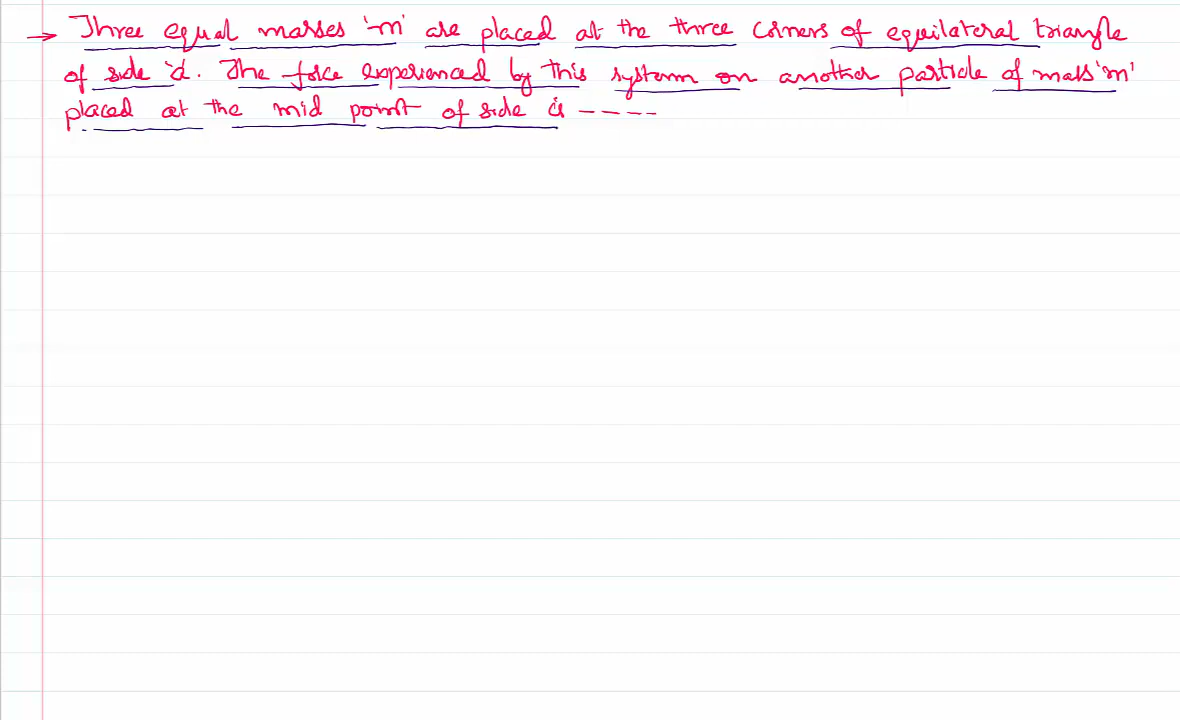 → Three equal masses 'm' are placed at the three corners of equilateral triangle
of side 'd'. The force experienced by this system on another particle of mass 'm'
placed at the mid point of side is ----